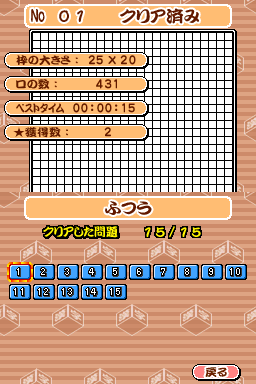 No 01 クリア済み
枠の大きさ： 25×20
口の数： 431
ベストタイム 00:00:15
★獲得数： 2
ふつう
クリアした問題 15/15
1 2 3 4 5 6 7 8 9 10
11 12 13 14 15
戻る